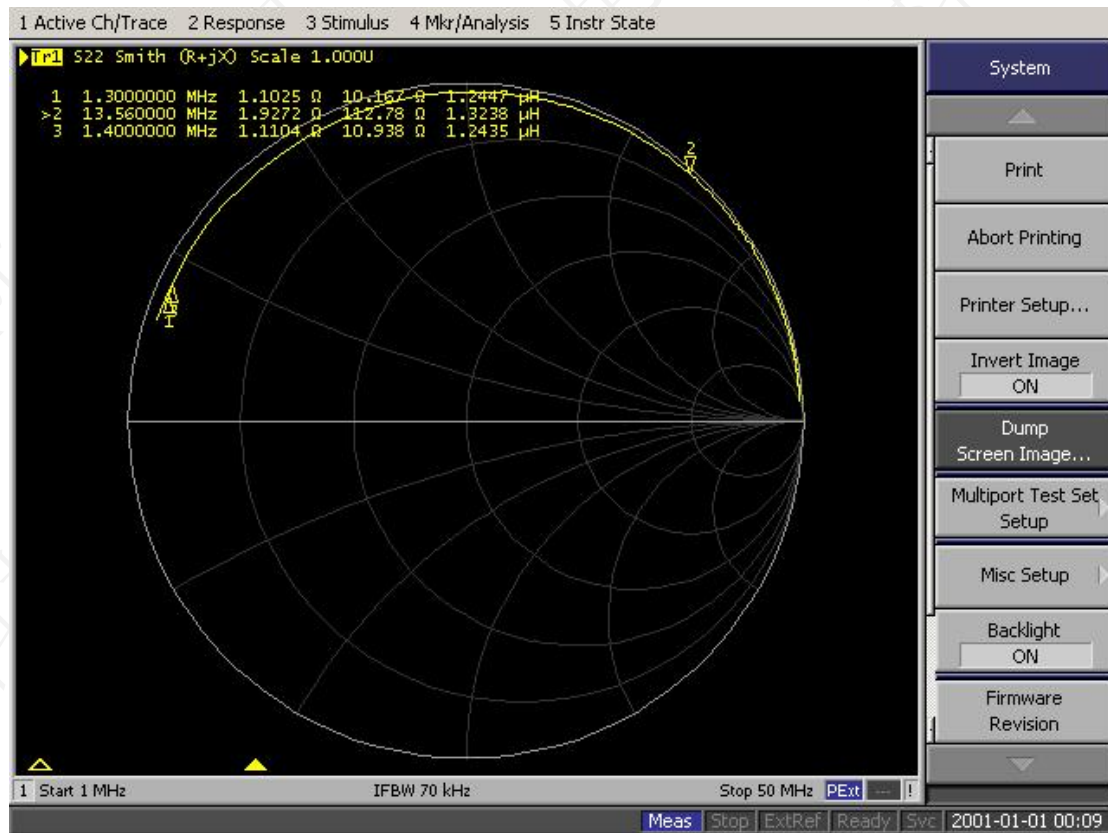 1 Active Ch/Trace 2 Response 3 Stimulus 4 Mkr/Analysis 5 Instr State
Tr1 S22 Smith (R+jX) Scale 1.000U
1 1.3000000 MHz 1.1025 Ω 10.167 Ω 1.2447 µH
>2 13.560000 MHz 1.9272 Ω 112.78 Ω 1.3238 µH
3 1.4000000 MHz 1.1104 Ω 10.938 Ω 1.2435 µH
2
1
System
Print
Abort Printing
Printer Setup...
Invert Image
ON
Dump
Screen Image...
Multiport Test Set
Setup
Misc Setup
Backlight
ON
Firmware
Revision
1 Start 1 MHz IFBW 70 kHz Stop 50 MHz PExt --- !
Meas Stop ExtRef Ready Svc 2001-01-01 00:09